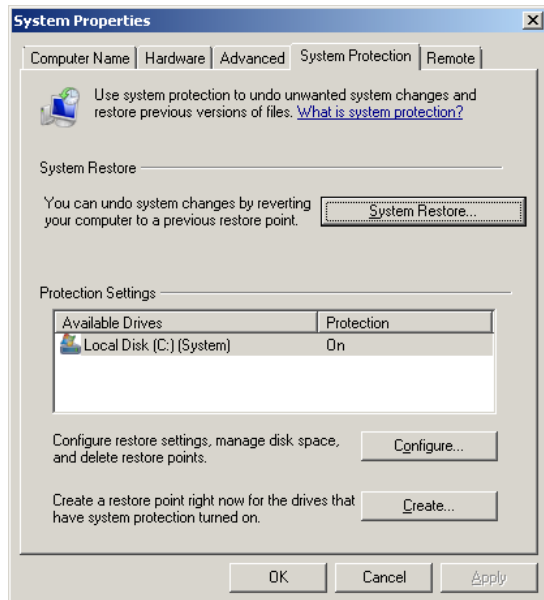 System Properties
Computer Name
Hardware
Advanced
System Protection
Remote
Use system protection to undo unwanted system changes and
restore previous versions of files. What is system protection?
System Restore
You can undo system changes by reverting
your computer to a previous restore point.
System Restore...
Protection Settings
Available Drives
Protection
Local Disk (C:) (System)
On
Configure restore settings, manage disk space,
and delete restore points.
Configure...
Create a restore point right now for the drives that
have system protection turned on.
Create...
OK
Cancel
Apply